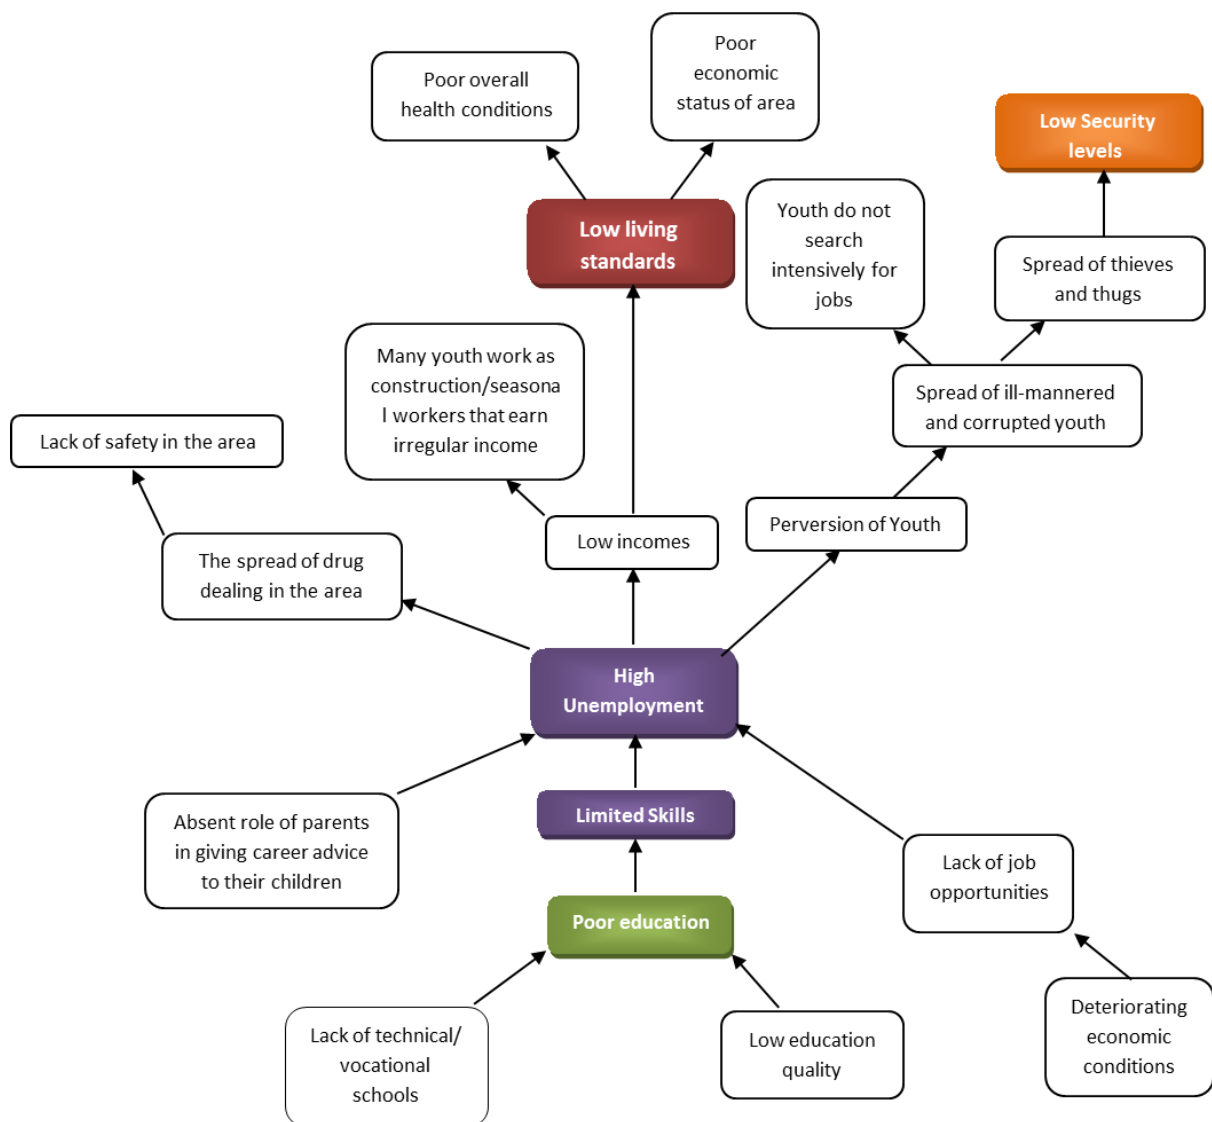 Poor overall
health conditions
Poor
economic
status of area
Low Security
levels
Low living
standards
Youth do not
search
intensively for
jobs
Spread of thieves
and thugs
Many youth work as
construction/seasona
l workers that earn
irregular income
Spread of ill-mannered
and corrupted youth
Lack of safety in the area
The spread of drug
dealing in the area
Low incomes
Perversion of Youth
High
Unemployment
Absent role of parents
in giving career advice
to their children
Limited Skills
Lack of job
opportunities
Poor education
Lack of technical/
vocational
schools
Low education
quality
Deteriorating
economic
conditions